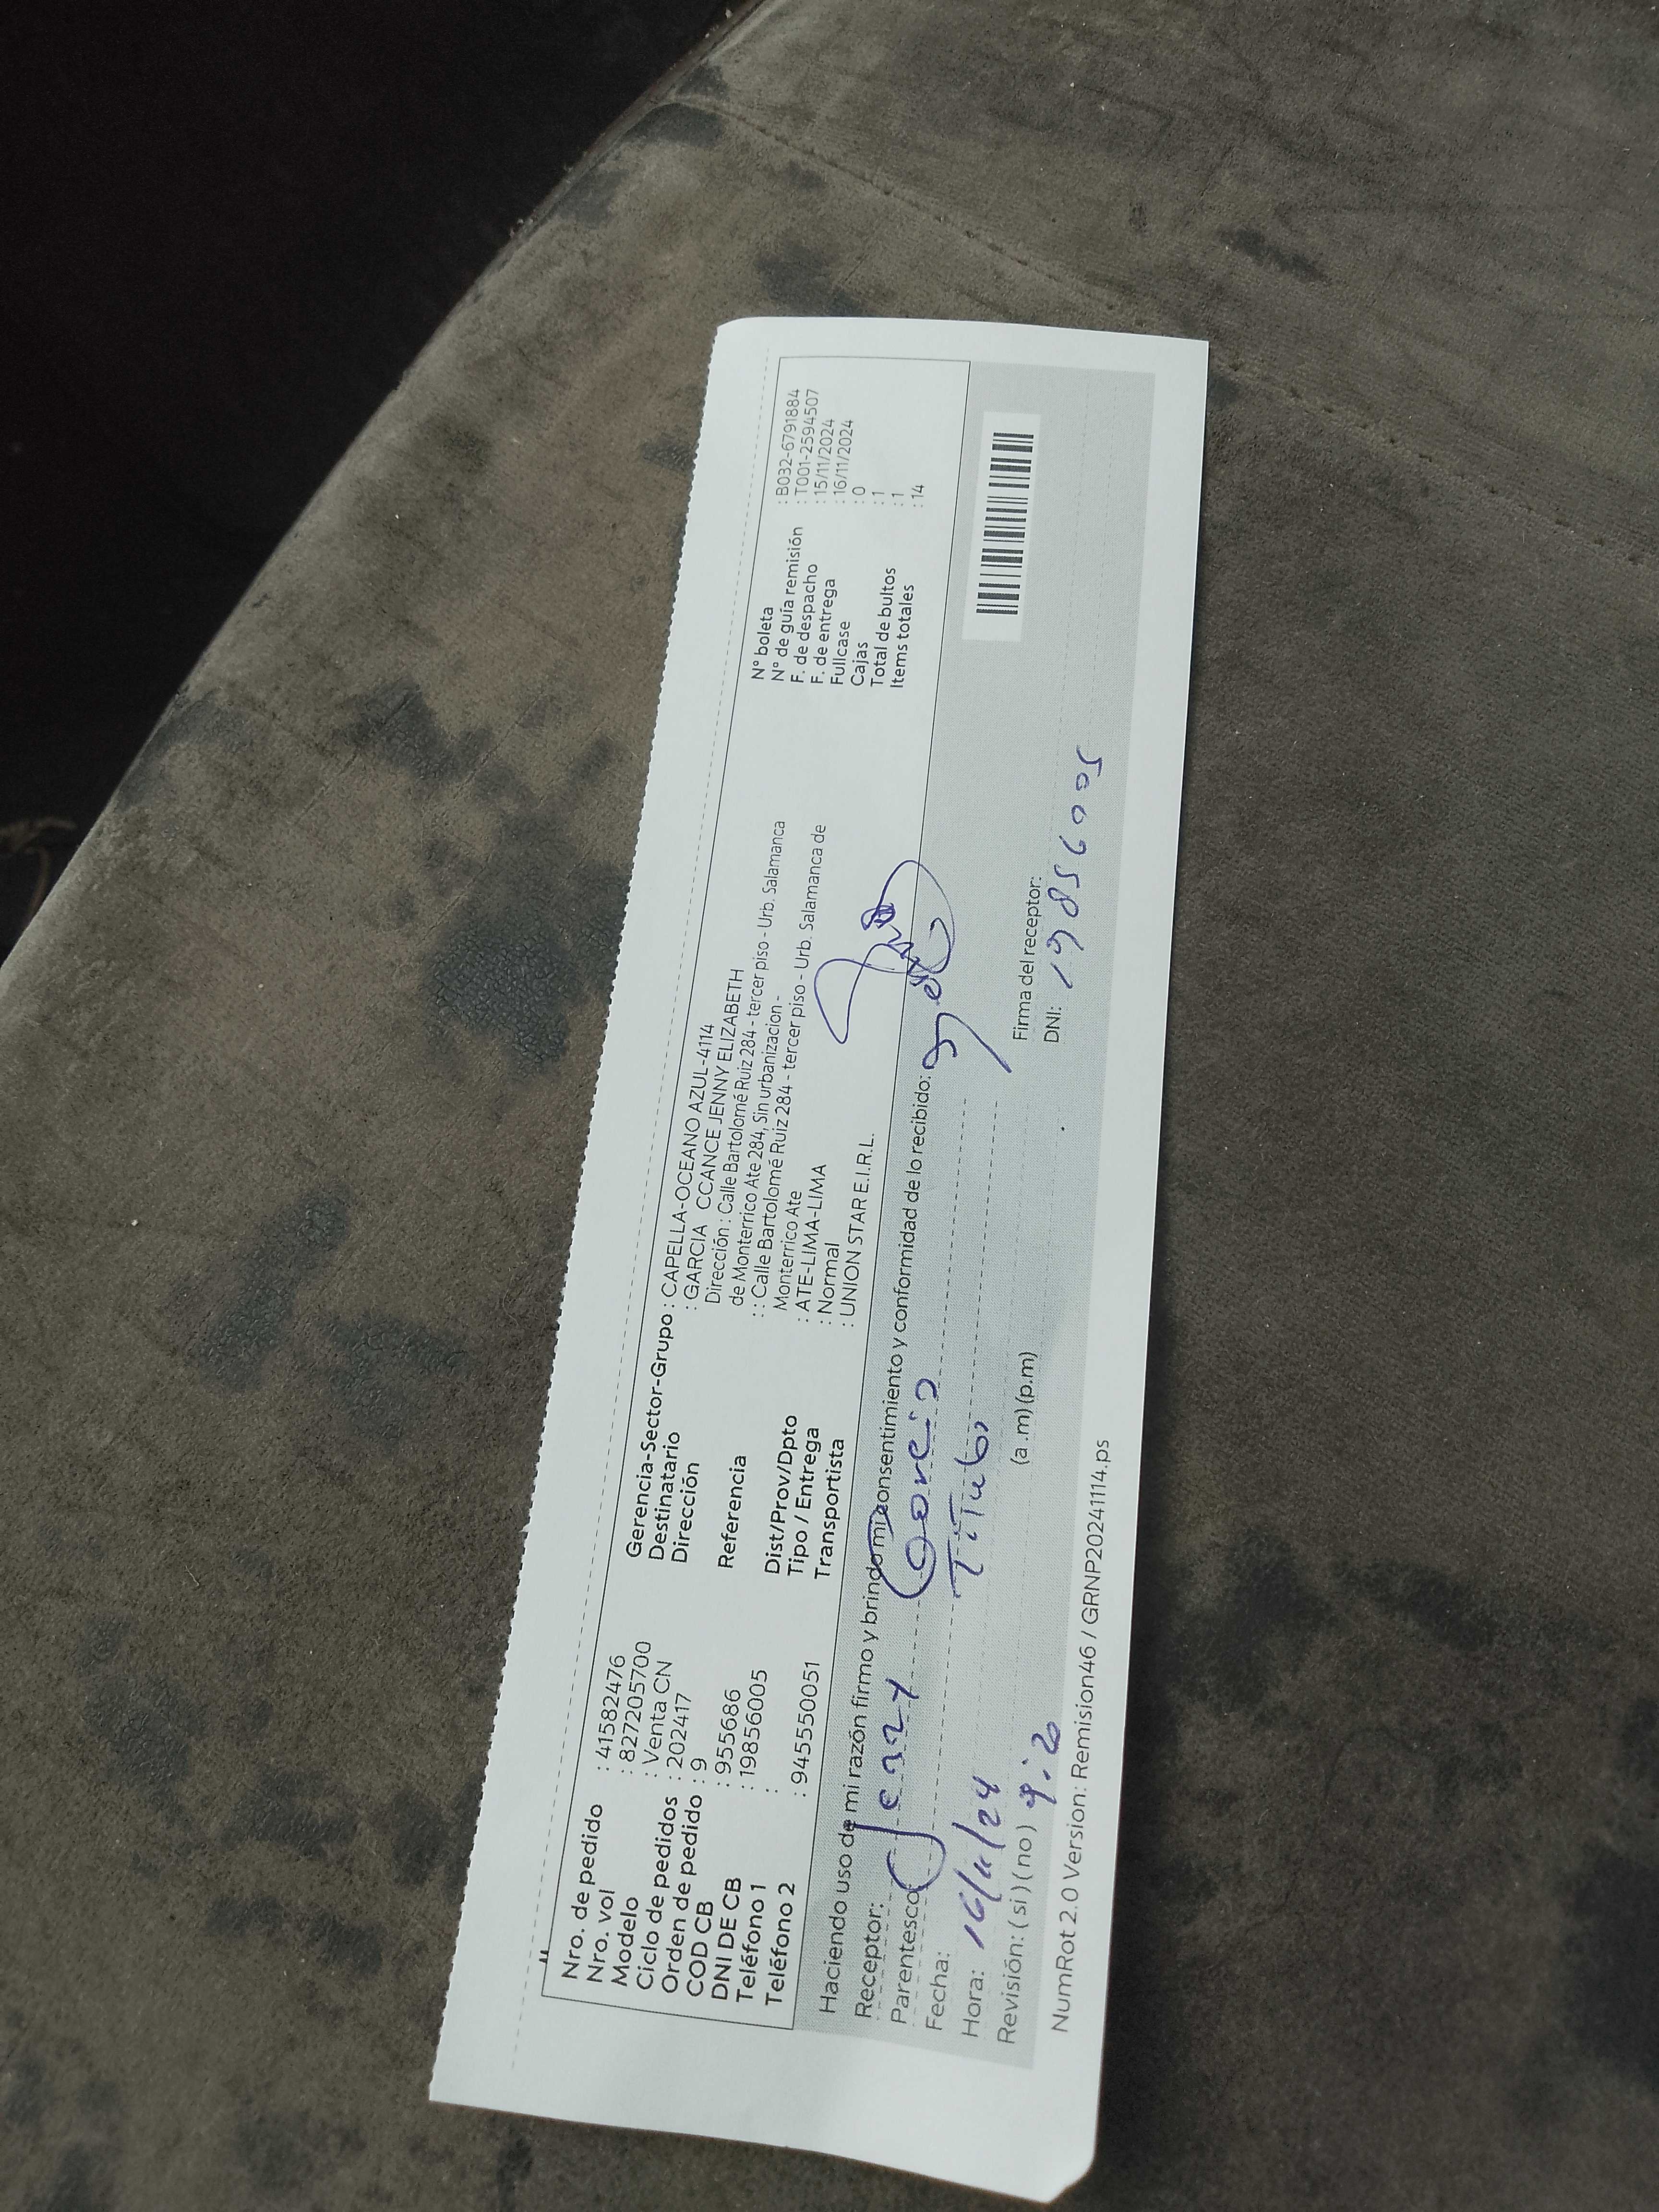 Nro. de pedido : 41582476
Nro. vol : 827205700
Modelo : Venta CN
Ciclo de pedidos : 202417
Orden de pedido : 9
COD CB : 955686
DNI DE CB : 19856005
Teléfono 1 :
Teléfono 2 : 945550051
Gerencia-Sector-Grupo : CAPELLA-OCEANO AZUL-4114
Destinatario : GARCIA CCANCE JENNY ELIZABETH
Dirección Dirección : Calle Bartolomé Ruiz 284 - tercer piso - Urb. Salamanca
de Monterrico Ate 284, Sin urbanizacion -
Referencia : : Calle Bartolomé Ruiz 284 - tercer piso - Urb. Salamanca de
Monterrico Ate
Dist/Prov/Dpto : ATE-LIMA-LIMA
Tipo / Entrega : Normal
Transportista : UNION STAR E.I.R.L.
N° boleta : B032-6791884
N° de guía remisión : T001-2594507
F. de despacho : 15/11/2024
F. de entrega : 16/11/2024
Fullcase : 0
Cajas : 1
Total de bultos : 1
Items totales : 14
Haciendo uso de mi razón firmo y brindo mi consentimiento y conformidad de lo recibido:
Receptor: Jenny Garcia
Parentesco: Titular
Fecha: 16/11/24
Hora: 9:20 (a.m) (p.m)
Revisión: (si) (no)
Firma del receptor:
DNI: 19856005
NumRot 2.0 Version: Remision46 / GRNP20241114.ps